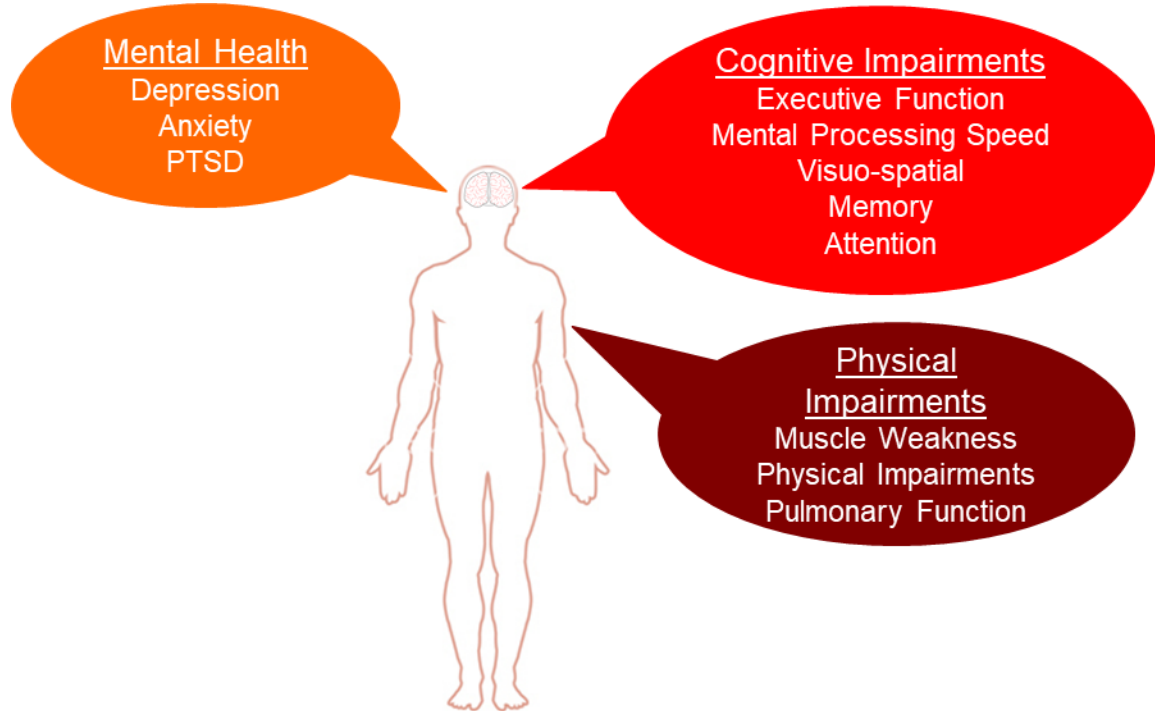 Mental Health
Depression
Anxiety
PTSD
Cognitive Impairments
Executive Function
Mental Processing Speed
Visuo-spatial
Memory
Attention
Physical
Impairments
Muscle Weakness
Physical Impairments
Pulmonary Function